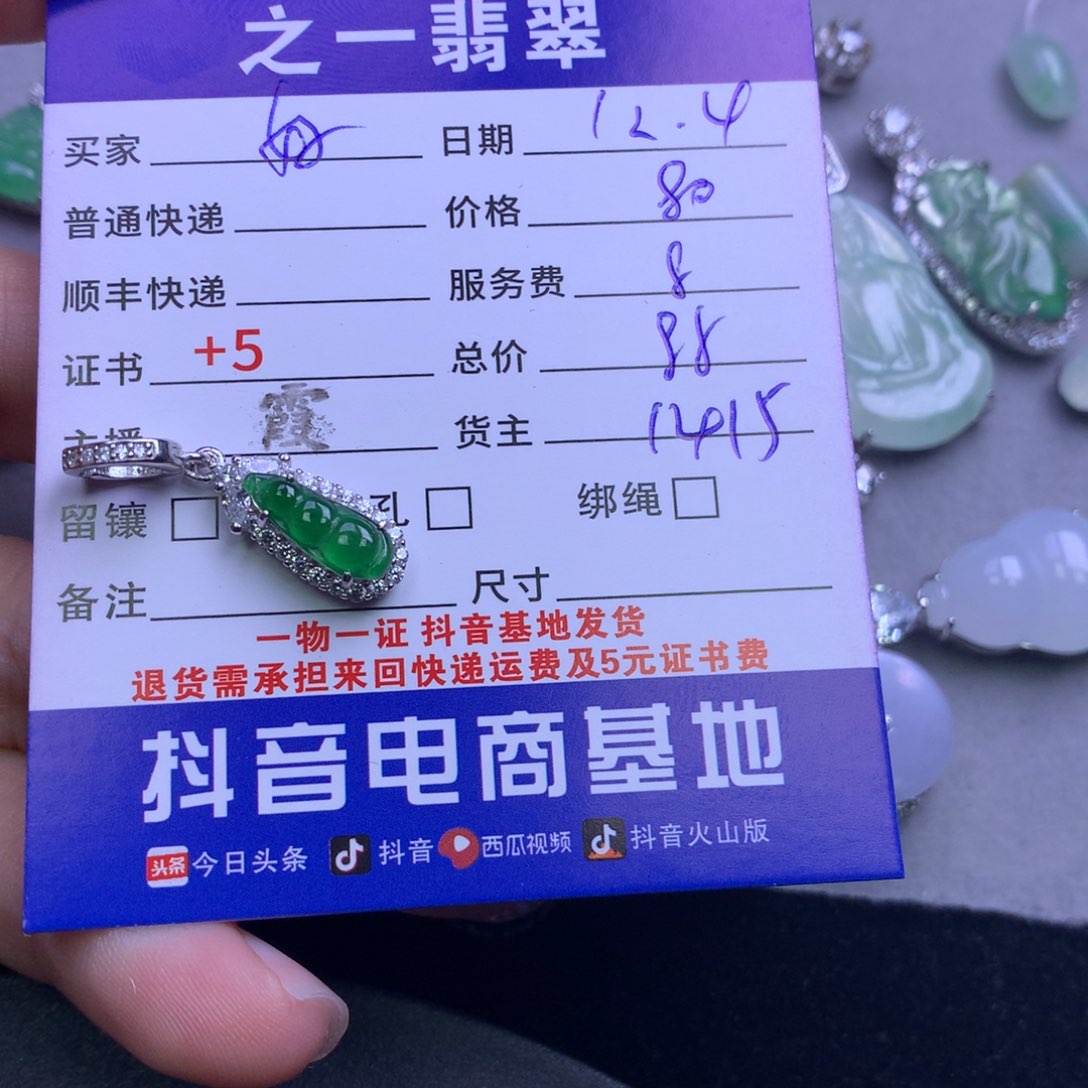 之一翡翠
买家 日期 12.4
普通快递 价格 80
顺丰快递 服务费 8
证书 +5 总价 88
主播 霞 货主 12415
留镶 孔 绑绳
备注 尺寸
一物一证 抖音基地发货
退货需承担来回快递运费及5元证书费
抖音电商基地
头条 今日头条 抖音 西瓜视频 抖音火山版